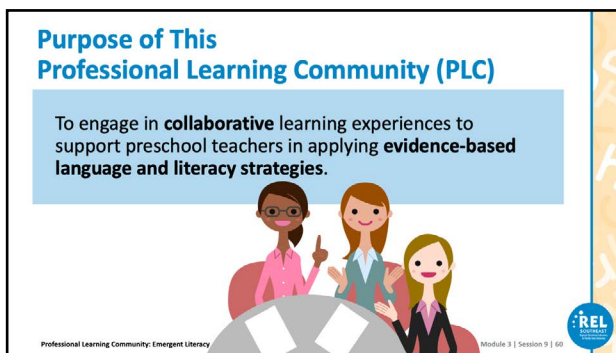 Purpose of This
Professional Learning Community (PLC)
To engage in collaborative learning experiences to
support preschool teachers in applying evidence-based
language and literacy strategies.
REL
SOUTHEAST
Professional Learning Community: Emergent Literacy
Module 3 | Session 9 | 60